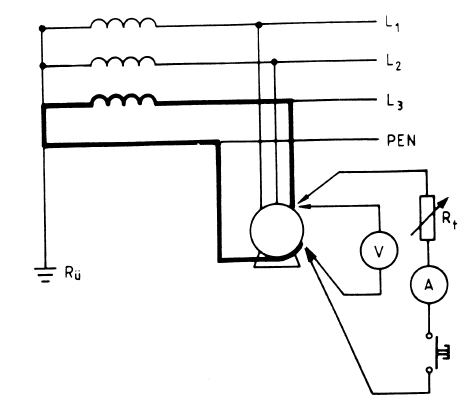 L₁
L₂
L₃
PEN
Rₜ
V
A
Rü